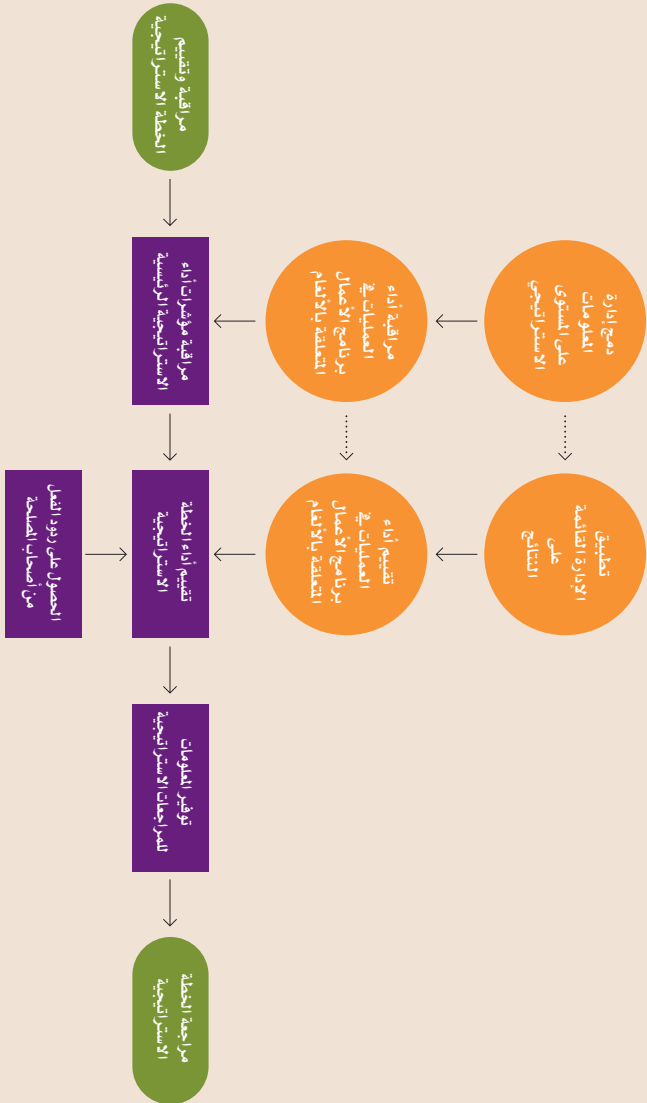 مراقبة وتقييم
الخطة الاستراتيجية
دمج إدارة
المعلومات
على المستوى
الاستراتيجي
مراقبة أداء
العمليات في
برنامج الأعمال
المتعلقة بالألغام
مراقبة مؤشرات أداء
الاستراتيجية الرئيسية
تطبيق
الإدارة القائمة
على
النتائج
تقييم أداء
العمليات في
برنامج الأعمال
المتعلقة بالألغام
تقييم أداء الخطة
الاستراتيجية
الحصول على ردود الفعل
من أصحاب المصلحة
توفير المعلومات
للمراجعات الاستراتيجية
مراجعة الخطة
الاستراتيجية